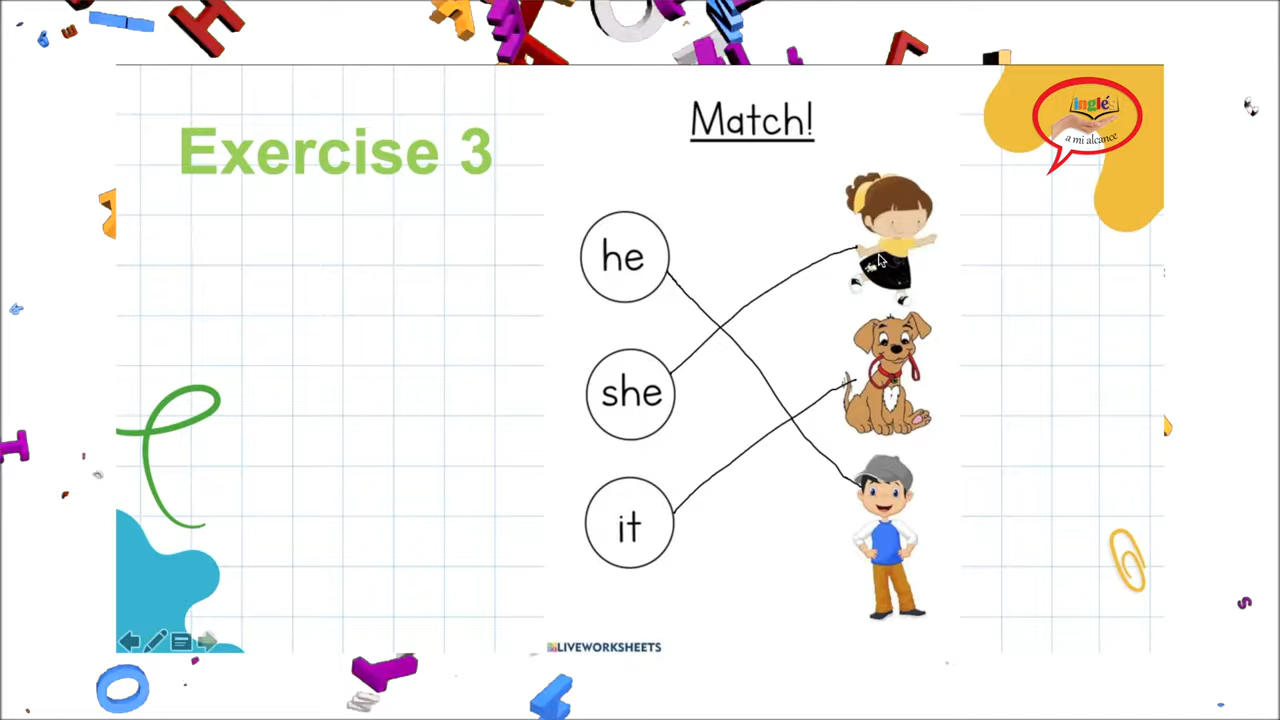 Exercise 3
Match!
inglés
a mi alcance
he
she
it
LIVEWORKSHEETS